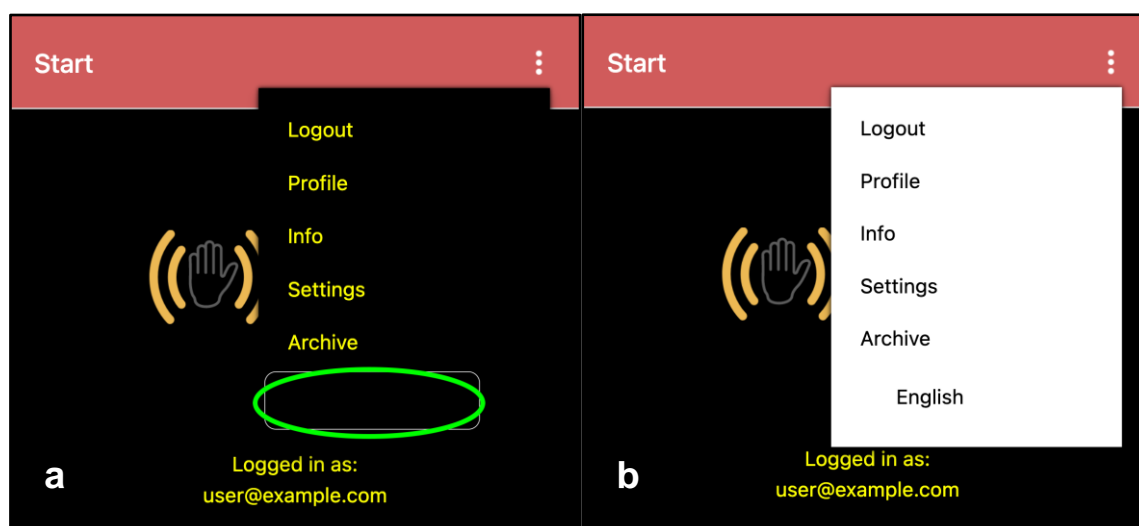 Start
Logout
Profile
Info
Settings
Archive
Logged in as:
user@example.com
a
Start
Logout
Profile
Info
Settings
Archive
English
Logged in as:
user@example.com
b